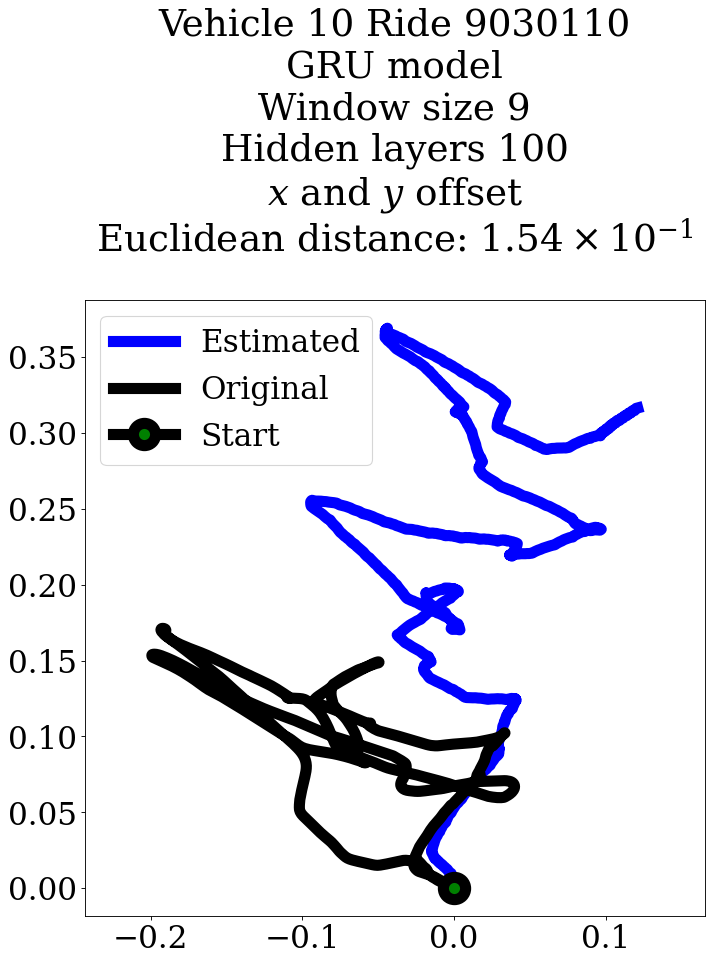 Vehicle 10 Ride 9030110
GRU model
Window size 9
Hidden layers 100
x and y offset
Euclidean distance: 1.54 × 10⁻¹
Estimated
Original
Start
0.35
0.30
0.25
0.20
0.15
0.10
0.05
0.00
−0.2 −0.1 0.0 0.1